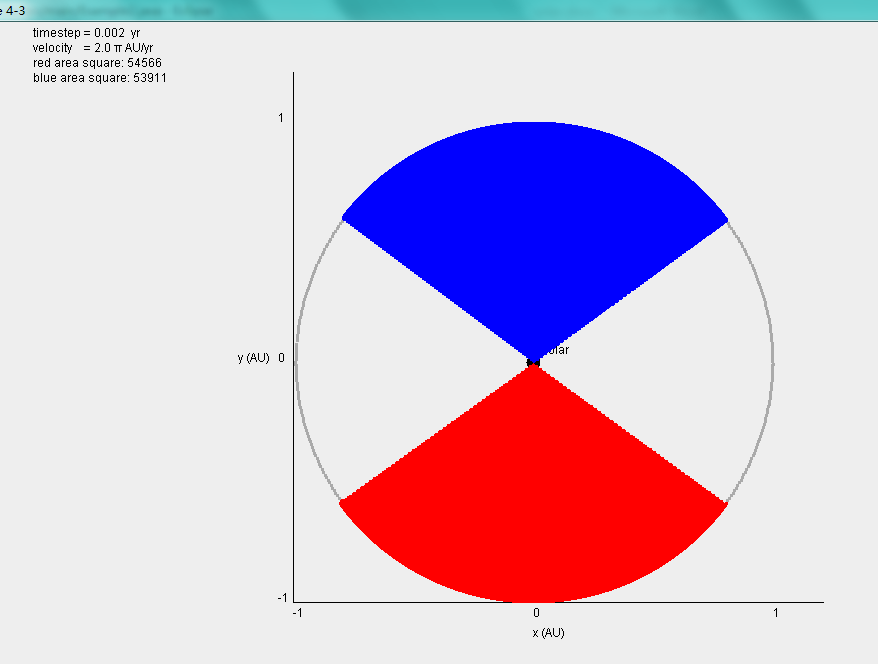 4-3
timestep = 0.002 yr
velocity = 2.0 π AU/yr
red area square: 54566
blue area square: 53911
1
y (AU) 0
olar
-1
-1 0 1
x (AU)